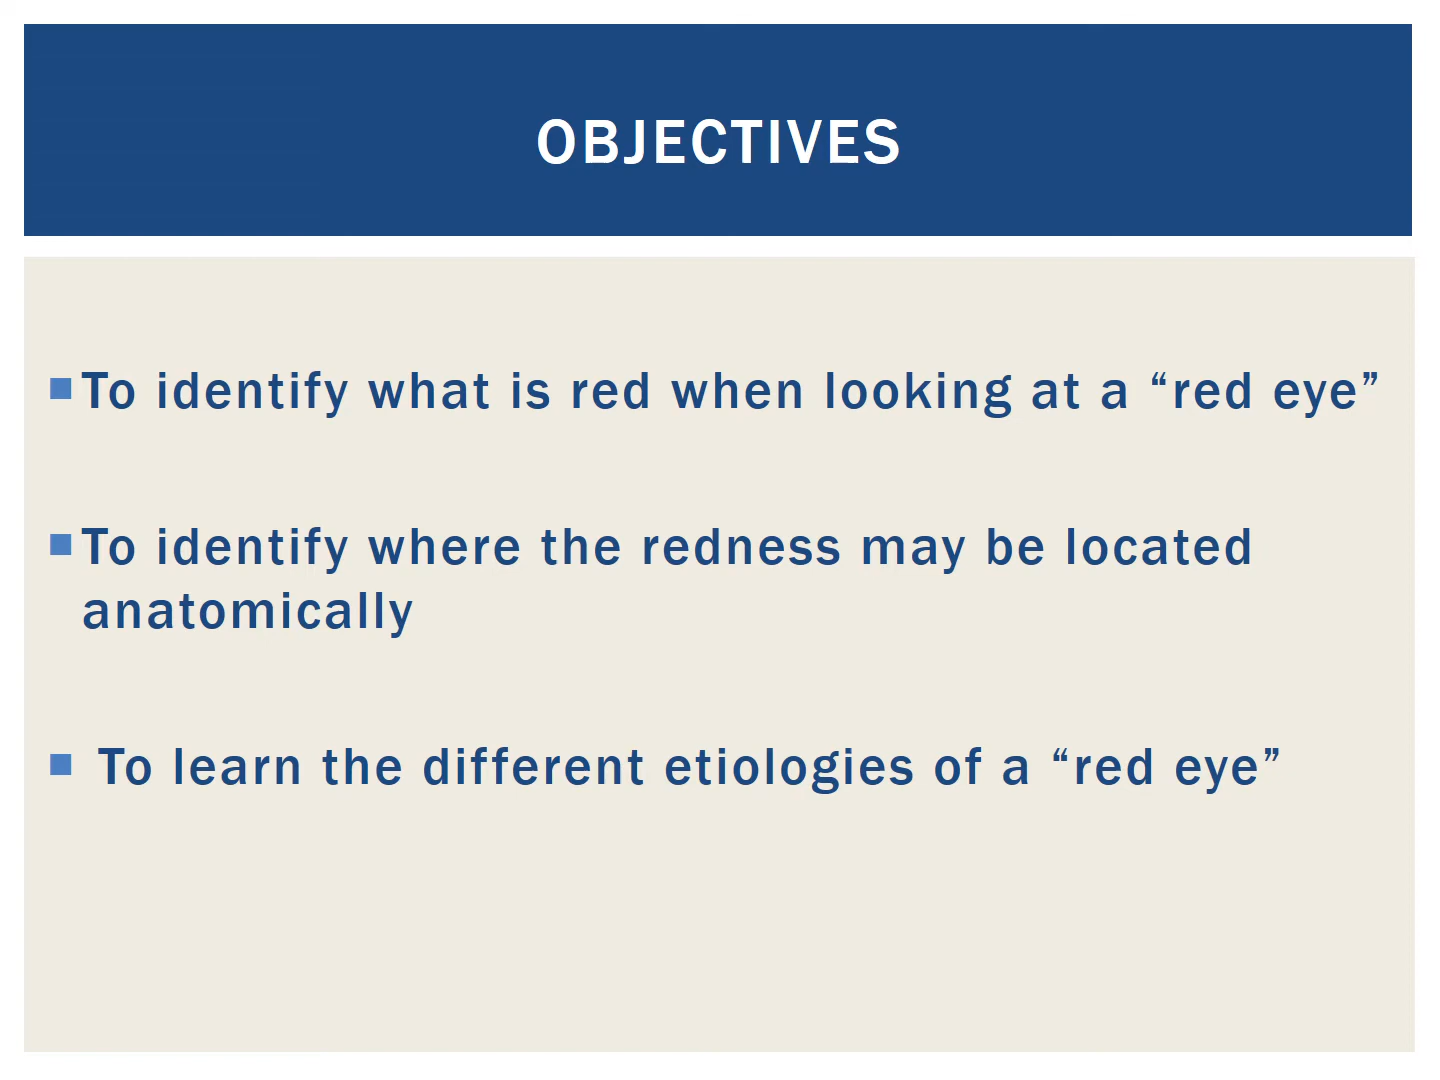 OBJECTIVES
▪To identify what is red when looking at a “red eye”
▪To identify where the redness may be located
anatomically
▪ To learn the different etiologies of a “red eye”